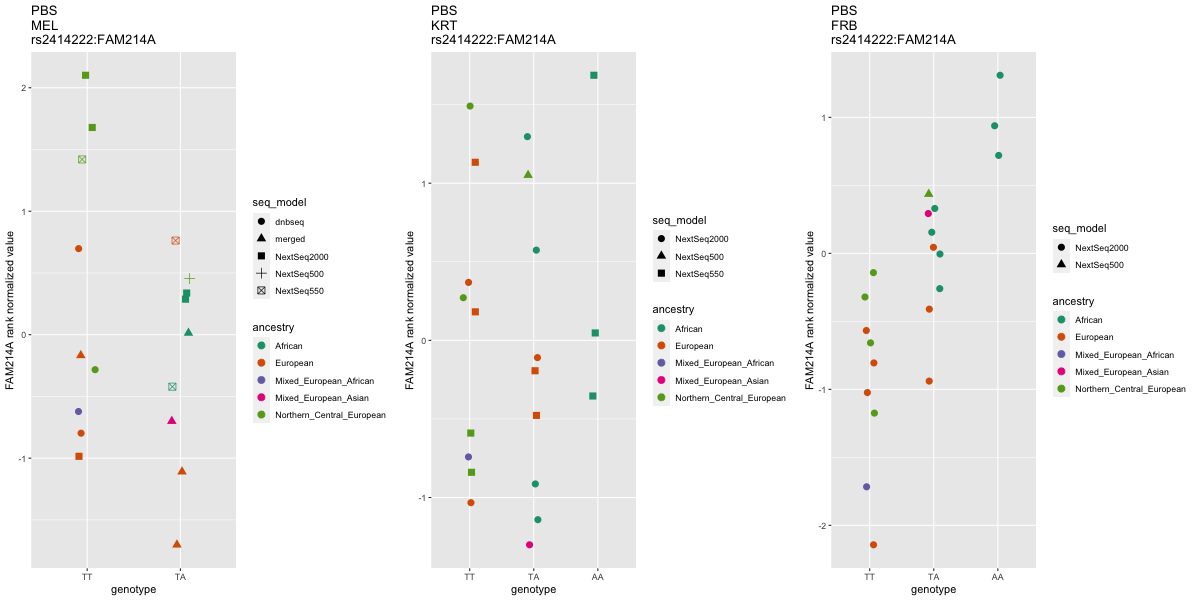 PBS
MEL
rs2414222:FAM214A
FAM214A rank normalized value
2
1
0
-1
TT
TA
genotype
seq_model
dnbseq
merged
NextSeq2000
NextSeq500
NextSeq550
ancestry
African
European
Mixed_European_African
Mixed_European_Asian
Northern_Central_European
PBS
KRT
rs2414222:FAM214A
FAM214A rank normalized value
1
0
-1
TT
TA
AA
genotype
seq_model
NextSeq2000
NextSeq500
NextSeq550
ancestry
African
European
Mixed_European_African
Mixed_European_Asian
Northern_Central_European
PBS
FRB
rs2414222:FAM214A
FAM214A rank normalized value
1
0
-1
-2
TT
TA
AA
genotype
seq_model
NextSeq2000
NextSeq500
ancestry
African
European
Mixed_European_African
Mixed_European_Asian
Northern_Central_European